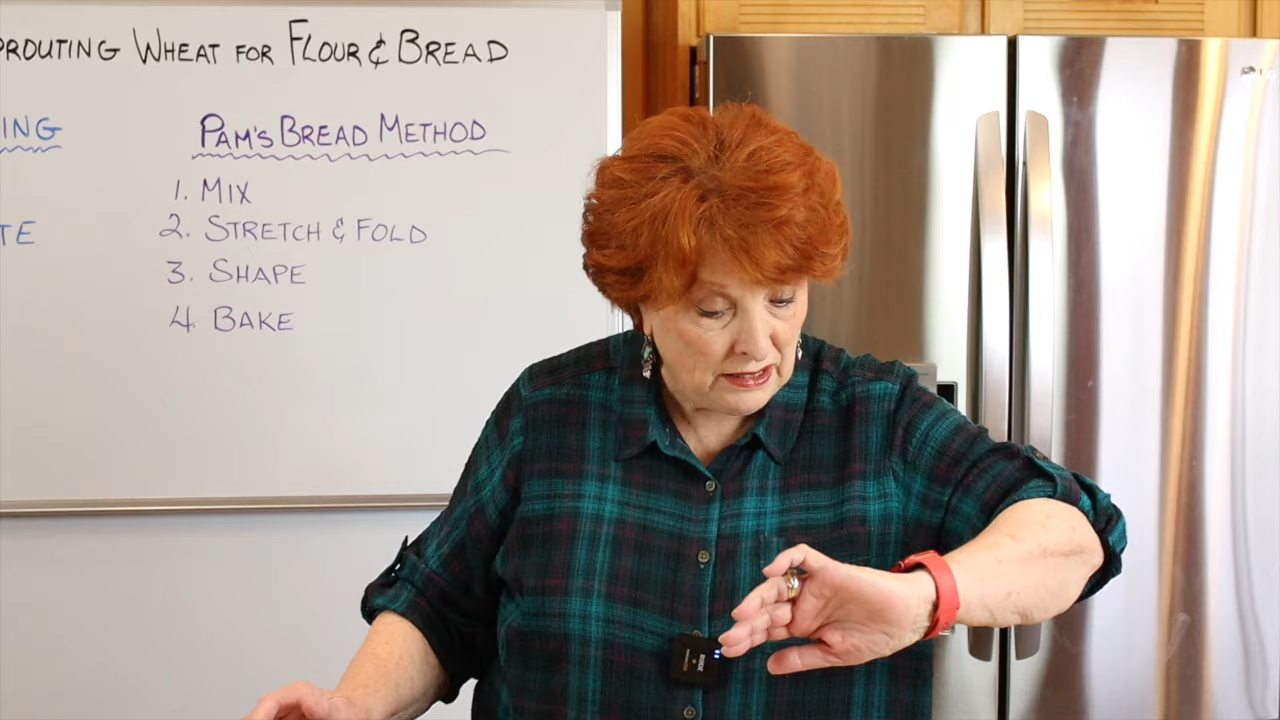 PROUTING WHEAT FOR FLOUR & BREAD
ING
TE
PAM'S BREAD METHOD
1. MIX
2. STRETCH & FOLD
3. SHAPE
4. BAKE
RODE